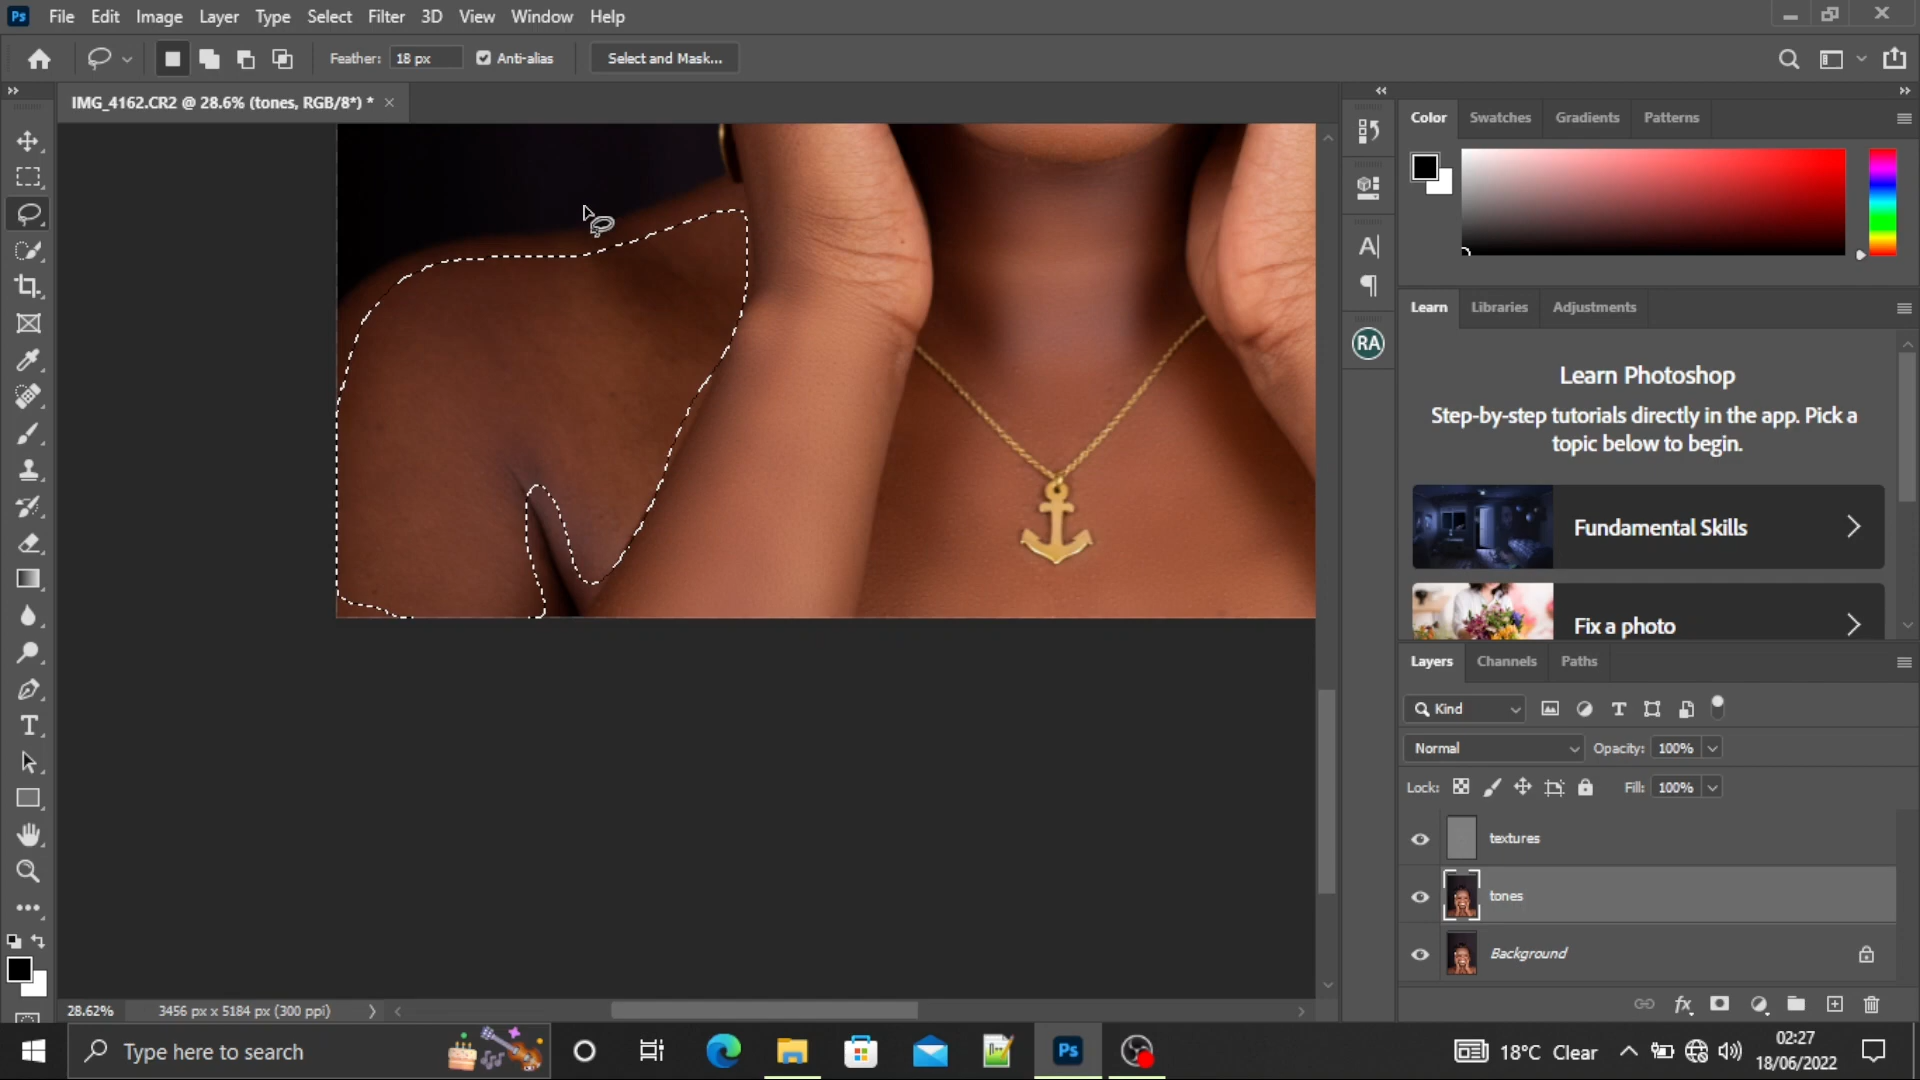 Ps File Edit Image Layer Type Select Filter 3D View Window Help
Feather: 18 px Anti-alias Select and Mask...
IMG_4162.CR2 @ 28.6% (tones, RGB/8*) *
Color Swatches Gradients Patterns
A
RA
Learn Libraries Adjustments
Learn Photoshop
Step-by-step tutorials directly in the app. Pick a
topic below to begin.
Fundamental Skills
Fix a photo
Layers Channels Paths
Kind
Normal Opacity: 100%
Lock: Fill: 100%
textures
tones
Background
fx
T
28.62% 3456 px x 5184 px (300 ppi)
Type here to search
Ps
18°C Clear
02:27
18/06/2022